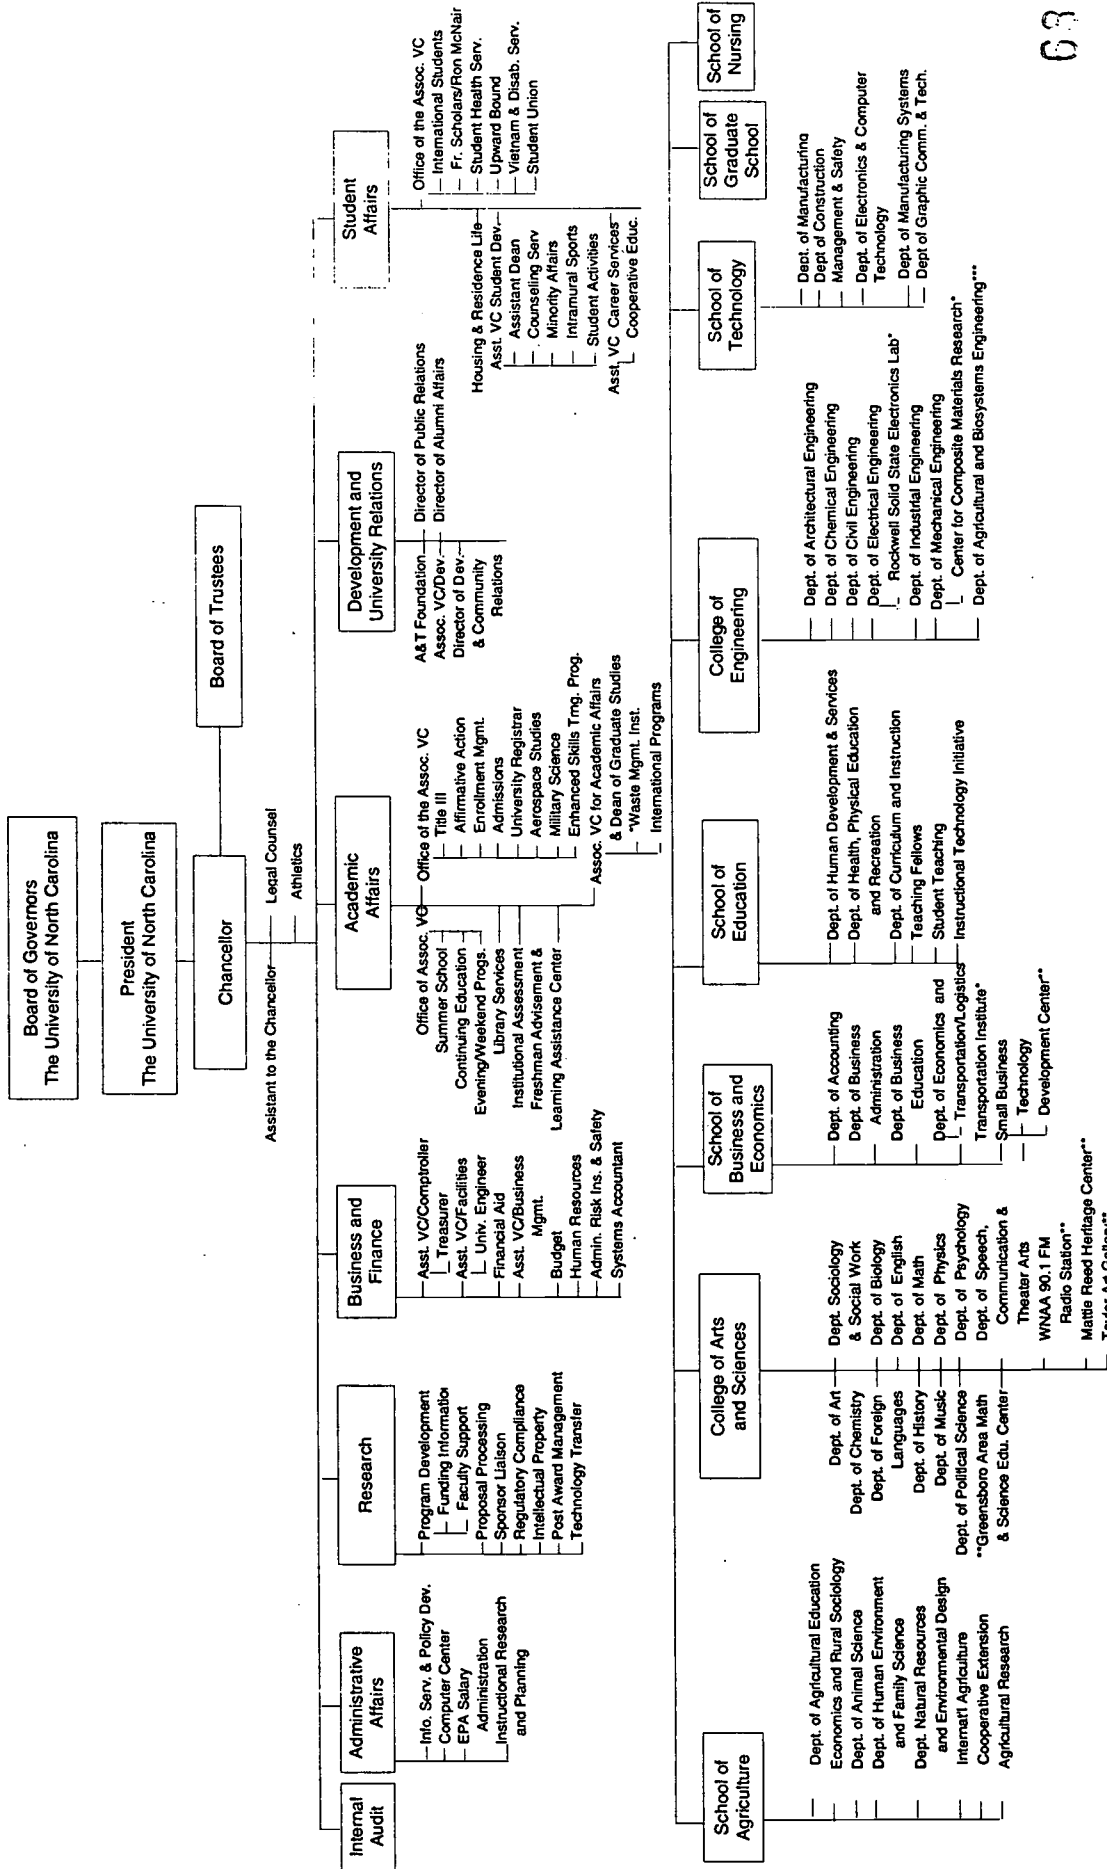 Board of Governors
The University of North Carolina
President
The University of North Carolina
Chancellor
Board of Trustees
Assistant to the Chancellor
Legal Counsel
Athletics
Internal
Audit
Administrative
Affairs
Info. Serv. & Policy Dev.
Computer Center
EPA Salary
Administration
Instructional Research
and Planning
Research
Program Development
Funding Information
Faculty Support
Proposal Processing
Sponsor Liaison
Regulatory Compliance
Intellectual Property
Post Award Management
Technology Transfer
Business and
Finance
Asst. VC/Comptroller
Treasurer
Asst. VC/Facilities
Univ. Engineer
Financial Aid
Asst. VC/Business
Mgmt.
Budget
Human Resources
Admin. Risk Ins. & Safety
Systems Accountant
Academic
Affairs
Office of Assoc. VC
Summer School
Continuing Education
Evening/Weekend Progs.
Library Services
Institutional Assessment
Freshman Advisement &
Learning Assistance Center
Office of the Assoc. VC
Title III
Affirmative Action
Enrollment Mgmt.
Admissions
University Registrar
Aerospace Studies
Military Science
Enhanced Skills Trng. Prog.
Assoc. VC for Academic Affairs
& Dean of Graduate Studies
*Waste Mgmt. Inst.
International Programs
Development and
University Relations
A&T Foundation
Assoc. VC/Dev.
Director of Dev.
& Community
Relations
Director of Public Relations
Director of Alumni Affairs
Student
Affairs
Office of the Assoc. VC
International Students
Fr. Scholars/Ron McNair
Student Health Serv.
Upward Bound
Vietnam & Disab. Serv.
Student Union
Housing & Residence Life
Asst. VC Student Dev.
Assistant Dean
Counseling Serv
Minority Affairs
Intramural Sports
Student Activities
Asst. VC Career Services
Cooperative Educ.
School of
Agriculture
Dept. of Agricultural Education
Economics and Rural Sociology
Dept. of Animal Science
Dept. of Human Environment
and Family Science
Dept. Natural Resources
and Environmental Design
Internat'l Agriculture
Cooperative Extension
Agricultural Research
College of Arts
and Sciences
Dept. of Art
Dept. of Chemistry
Dept. of Foreign
Languages
Dept. of History
Dept. of Music
Dept. of Political Science
**Greensboro Area Math
& Science Edu. Center
Dept. Sociology
& Social Work
Dept. of Biology
Dept. of English
Dept. of Math
Dept. of Physics
Dept. of Psychology
Dept. of Speech,
Communication &
Theater Arts
WNAA 90.1 FM
Radio Station**
Mattie Reed Heritage Center**
School of
Business and
Economics
Dept. of Accounting
Dept. of Business
Administration
Dept. of Business
Education
Dept. of Economics and
Transportation/Logistics
Transportation Institute*
Small Business
Technology
Development Center**
School of
Education
Dept. of Human Development & Services
Dept. of Health, Physical Education
and Recreation
Dept. of Curriculum and Instruction
Teaching Fellows
Student Teaching
Instructional Technology Initiative
College of
Engineering
Dept. of Architectural Engineering
Dept. of Chemical Engineering
Dept. of Civil Engineering
Dept. of Electrical Engineering
Rockwell Solid State Electronics Lab*
Dept. of Industrial Engineering
Dept. of Mechanical Engineering
Center for Composite Materials Research*
Dept. of Agricultural and Biosystems Engineering***
School of
Technology
Dept. of Manufacturing
Dept of Construction
Management & Safety
Dept. of Electronics & Computer
Technology
Dept. of Manufacturing Systems
Dept of Graphic Comm. & Tech.
School of
Graduate
School
School of
Nursing
63